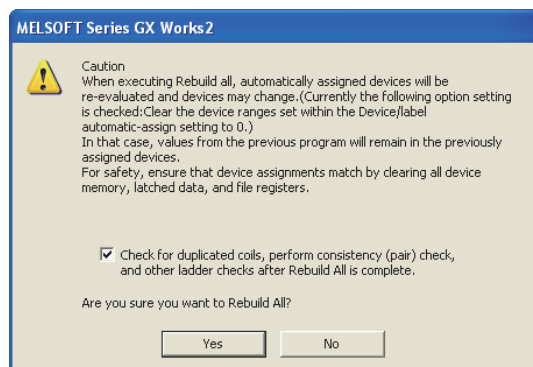 MELSOFT Series GX Works2
Caution
When executing Rebuild all, automatically assigned devices will be
re-evaluated and devices may change.(Currently the following option setting
is checked:Clear the device ranges set within the Device/label
automatic-assign setting to 0.)
In that case, values from the previous program will remain in the previously
assigned devices.
For safety, ensure that device assignments match by clearing all device
memory, latched data, and file registers.
Check for duplicated coils, perform consistency (pair) check,
and other ladder checks after Rebuild All is complete.
Are you sure you want to Rebuild All?
Yes No